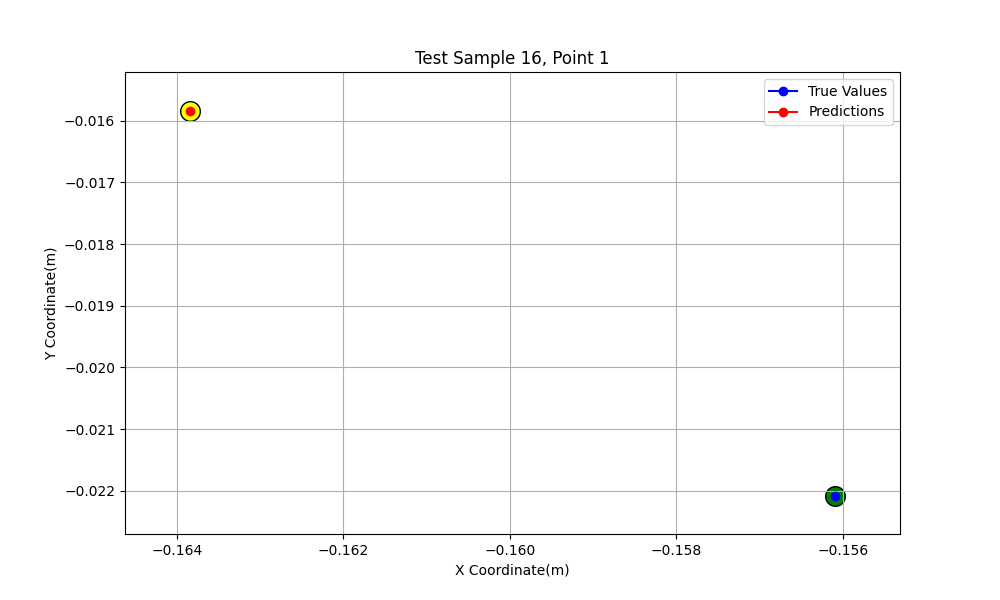 Test Sample 16, Point 1
True Values
Predictions
−0.016
−0.017
−0.018
−0.019
−0.020
−0.021
−0.022
Y Coordinate(m)
−0.164
−0.162
−0.160
−0.158
−0.156
X Coordinate(m)